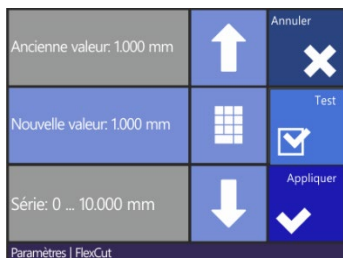 Ancienne valeur: 1.000 mm
Annuler
Nouvelle valeur: 1.000 mm
Test
Série: 0 ... 10.000 mm
Appliquer
Paramètres | FlexCut